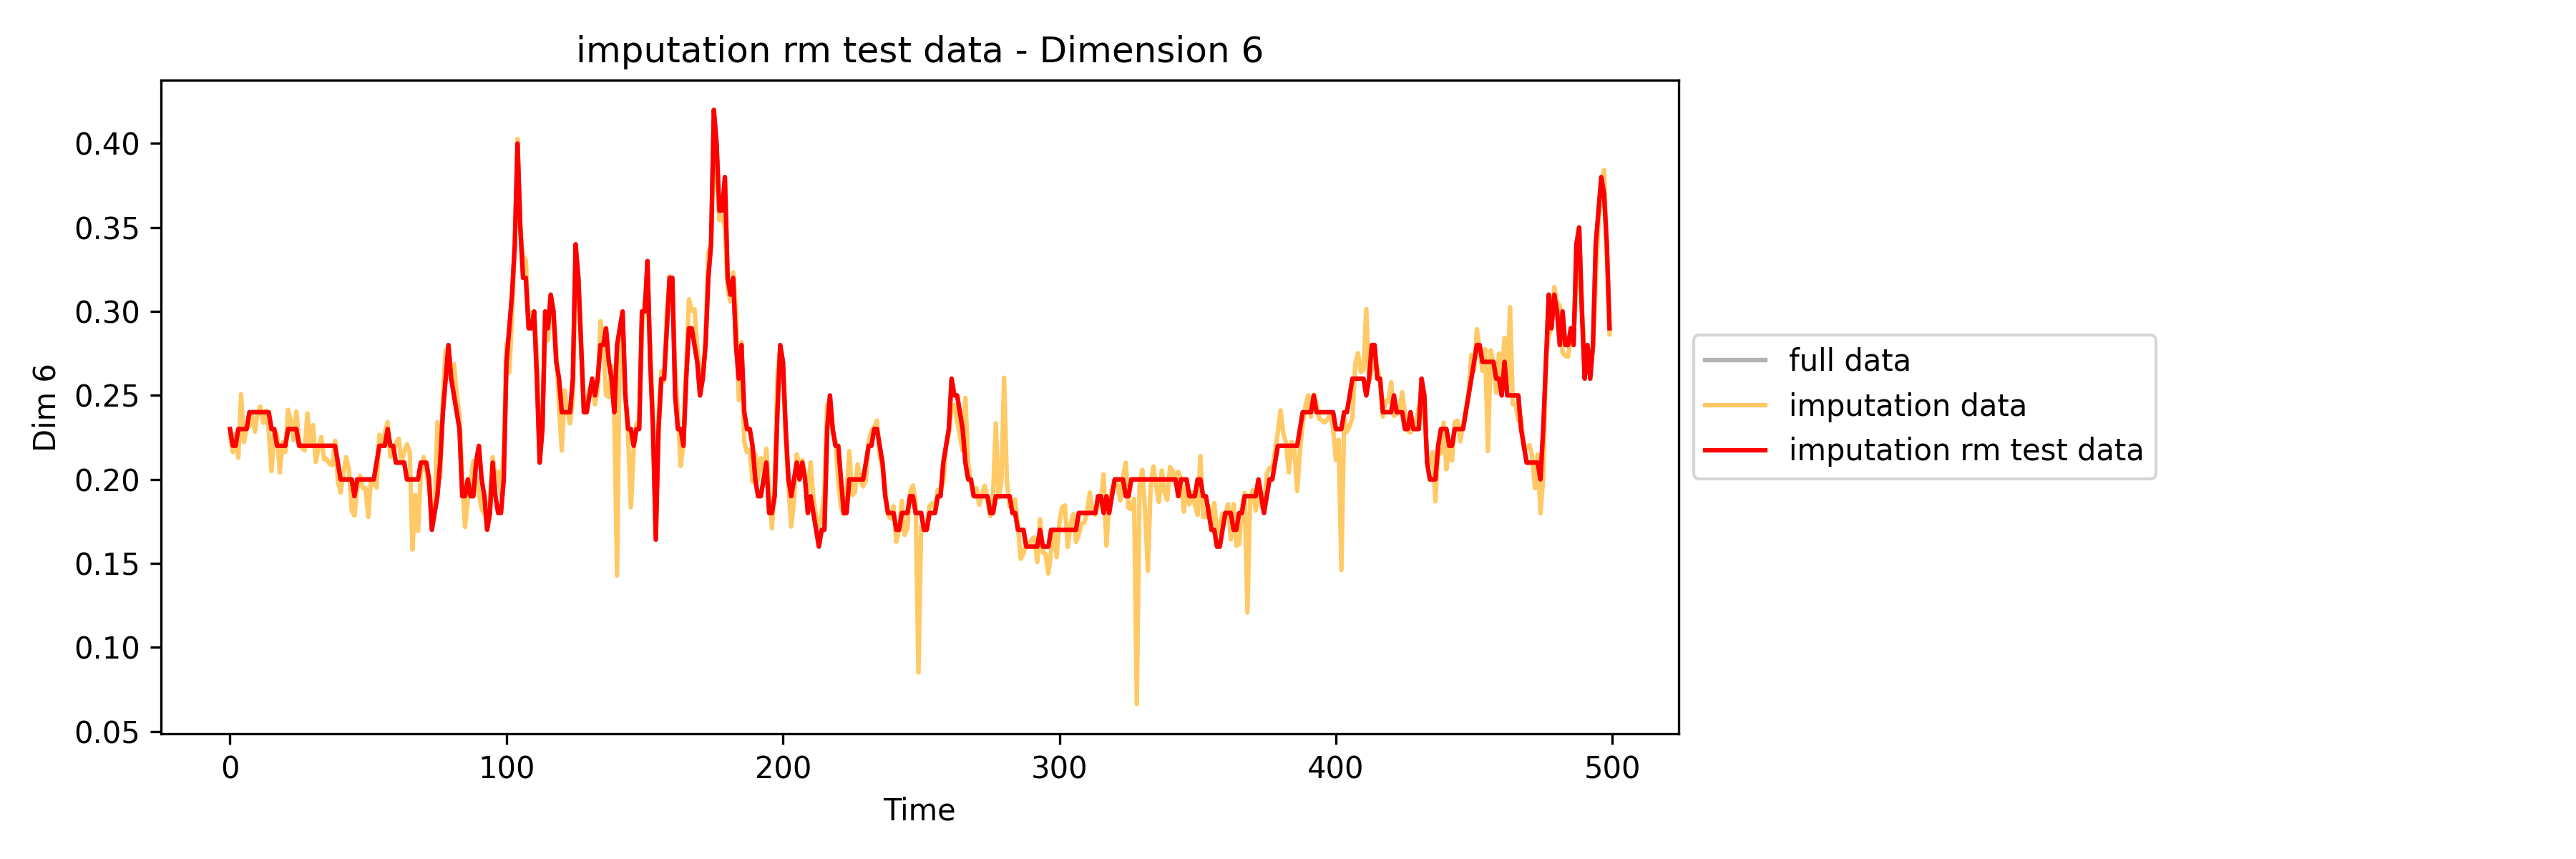 imputation rm test data - Dimension 6
0.40
0.35
0.30
0.25
0.20
0.15
0.10
0.05
Dim 6
0
100
200
300
400
500
Time
full data
imputation data
imputation rm test data